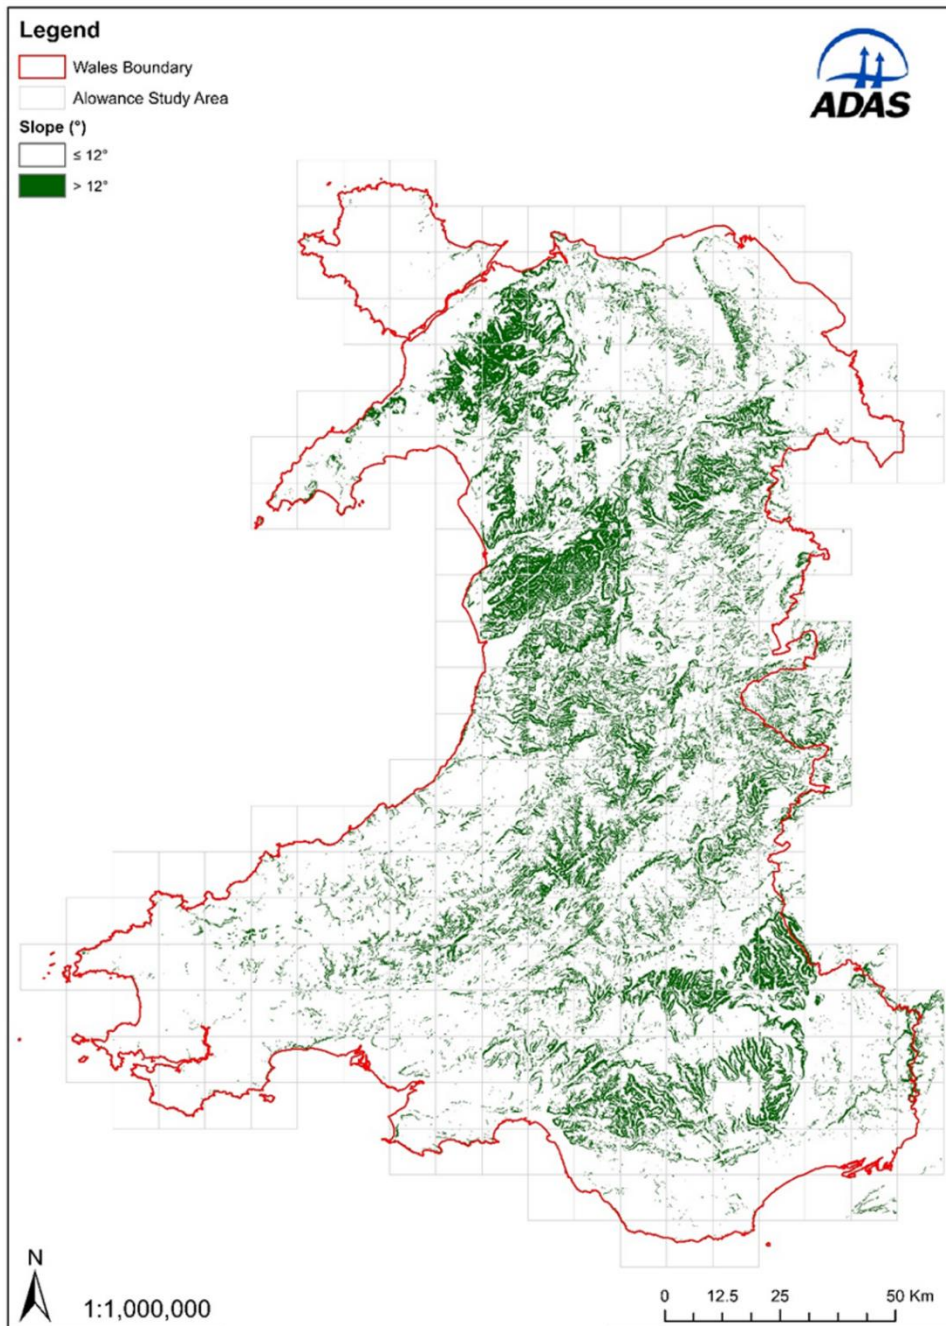 Legend
Wales Boundary
Alowance Study Area
Slope (°)
≤ 12°
> 12°
ADAS
N
1:1,000,000
0 12.5 25 50 Km